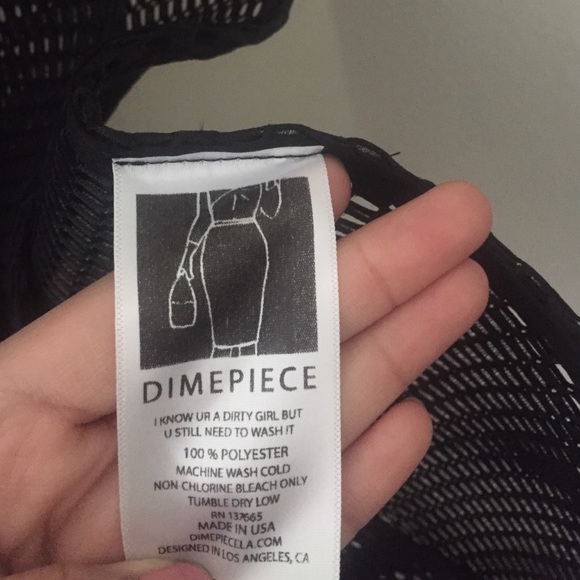 DIMEPIECE
I KNOW UR A DIRTY GIRL BUT
U STILL NEED TO WASH IT
100 % POLYESTER
MACHINE WASH COLD
NON-CHLORINE BLEACH ONLY
TUMBLE DRY LOW
RN 137665
MADE IN USA
DIMEPIECELA.COM
DESIGNED IN LOS ANGELES, CA